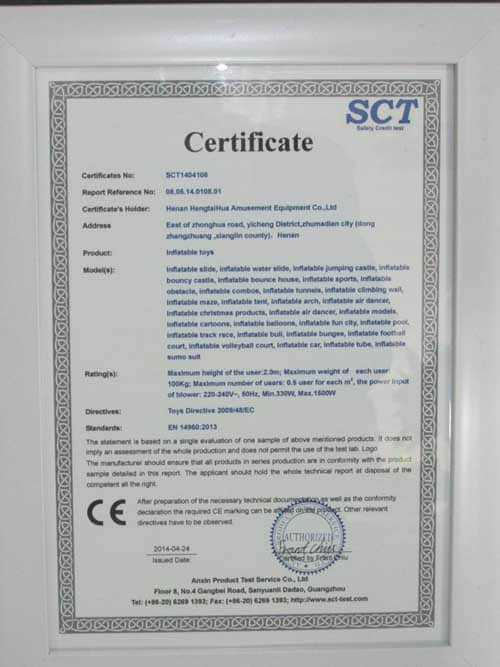 SCT
Safety Credit test
Certificate
Certificates No: SCT1404108
Report Reference No: 08,05,14.0108.01
Certificate's Holder: Henan HengtaiHua Amusement Equipment Co.,Ltd
Address East of zhonghua road, yicheng District,zhumadian city (dong
zhangzhuang ,xianglin county), Henan
Product: Inflatable toys
Model(s): Inflatable slide, inflatable water slide, inflatable jumping castle, inflatable
bouncy castle, inflatable bounce house, inflatable sports, inflatable
obstacle, inflatable combos, inflatable tunnels, inflatable climbing wall,
inflatable maze, inflatable tent, inflatable arch, inflatable air dancer,
inflatable christmas products, inflatable air dancer, inflatable models,
inflatable cartoons, inflatable balloons, inflatable fun city, inflatable pool,
inflatable track race, inflatable bull, inflatable bungee, inflatable football
court, inflatable volleyball court, inflatable car, inflatable tube, inflatable
sumo suit
Rating(s): Maximum height of the user:2.0m; Maximum weight of each user:
100Kg; Maximum number of users: 0.5 user for each m², the power input
of blower: 220-240V~, 50Hz, Min.330W, Max.1500W
Directives: Toys Directive 2009/48/EC
Standards: EN 14960:2013
The statement is based on a single evaluation of one sample of above mentioned products. It does not
imply an assessment of the whole production and does not permit the use of the test lab. Logo
The manufacturer should ensure that all products in series production are in conformity with the product
sample detailed in this report. The applicant should hold the whole technical report at disposal of the
competent all the right.
CE
After preparation of the necessary technical documentation as well as the conformity
declaration the required CE marking can be affixed on the product. Other relevant
directives have to be observed.
AUTHORIZED
2014-04-24
Issued Date:
Certified by Frand Chiu
Anxin Product Test Service Co., Ltd
Floor 8, No.4 Gangbei Road, Sanyuanli Dadao, Guangzhou
Tel: (+86-20) 6269 1393; Fax: (+86-20) 6269 1393; http://www.sct-test.com